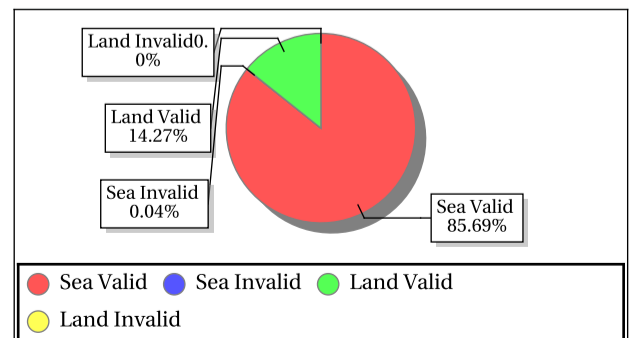 Land Invalid0.
0%
Land Valid
14.27%
Sea Invalid
0.04%
Sea Valid
85.69%
Sea Valid
Sea Invalid
Land Valid
Land Invalid